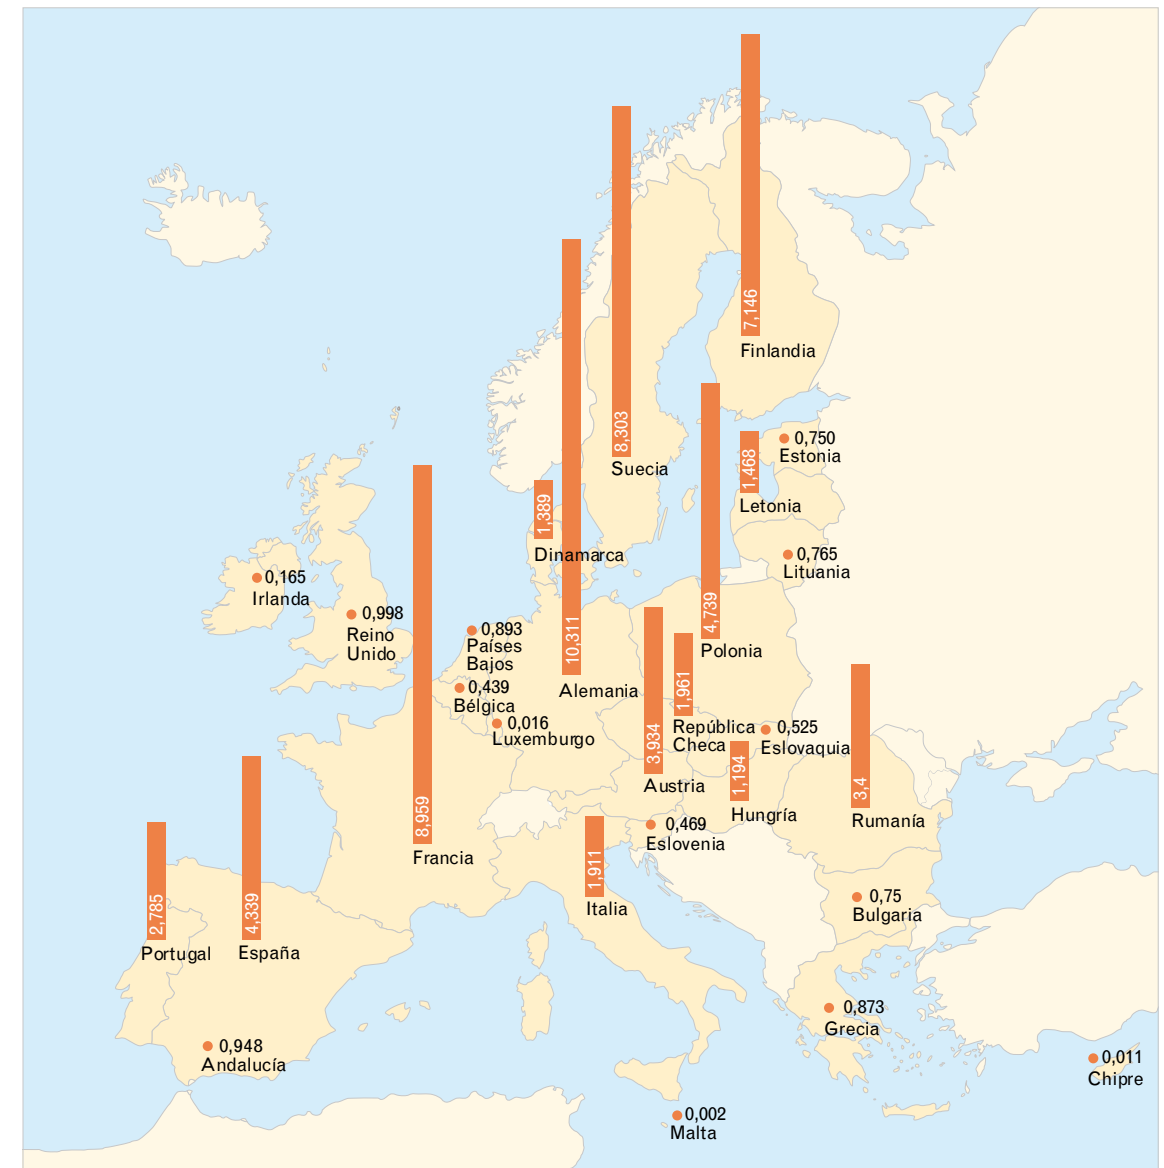 7,146
Finlandia
8,303
Suecia
0,750
Estonia
1,468
Letonia
1,389
Dinamarca
0,765
Lituania
0,165
Irlanda
0,998
Reino
Unido
0,893
Países
Bajos
10,311
Alemania
4,739
Polonia
0,439
Bélgica
0,016
Luxemburgo
1,961
República
Checa
0,525
Eslovaquia
3,934
Austria
1,194
Hungría
3,4
Rumanía
8,959
Francia
0,469
Eslovenia
1,911
Italia
0,75
Bulgaria
2,785
Portugal
4,339
España
0,873
Grecia
0,948
Andalucía
0,011
Chipre
0,002
Malta